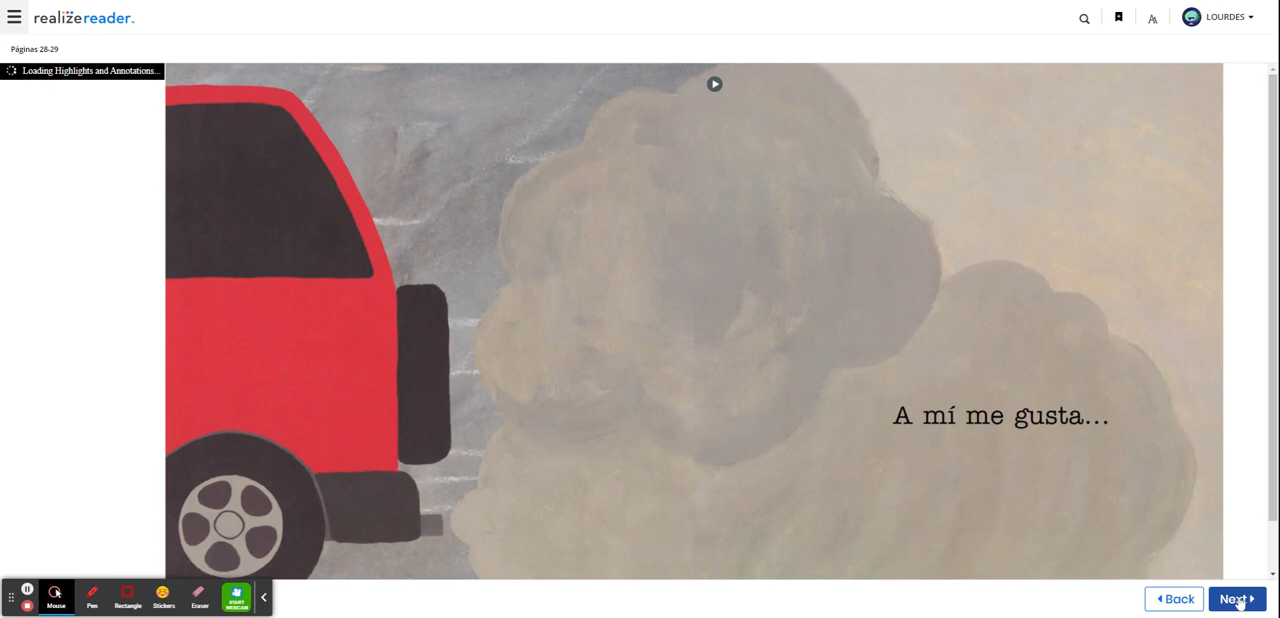 realizereader™
LOURDES
Páginas 28-29
Loading Highlights and Annotations...
A mí me gusta...
Mouse
Pen
Rectangle
Stickers
Eraser
START
WEBCAM
Back
Next